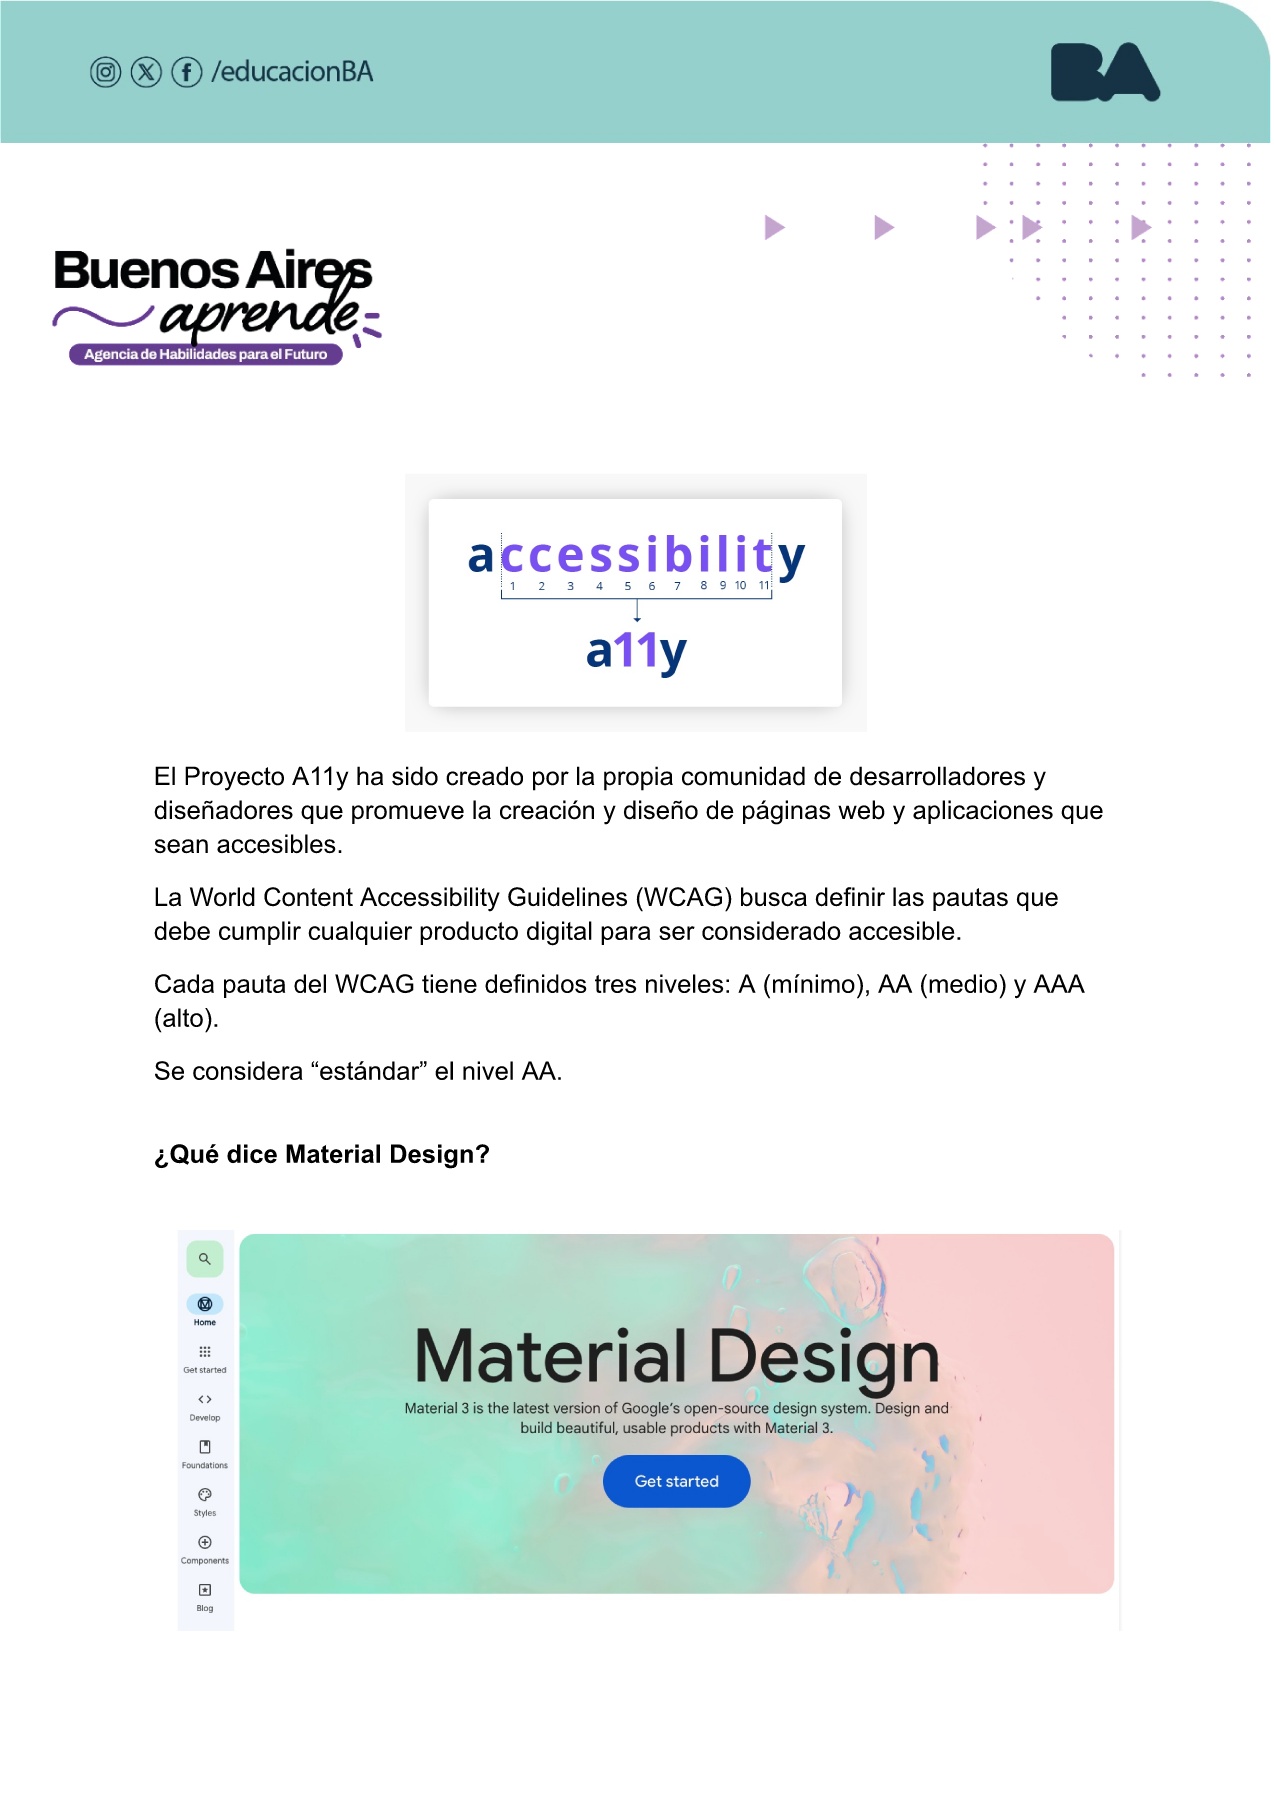 /educacionBA
BA
Buenos Aires
aprende
Agencia de Habilidades para el Futuro
accessibility
1 2 3 4 5 6 7 8 9 10 11
a11y
El Proyecto A11y ha sido creado por la propia comunidad de desarrolladores y
diseñadores que promueve la creación y diseño de páginas web y aplicaciones que
sean accesibles.
La World Content Accessibility Guidelines (WCAG) busca definir las pautas que
debe cumplir cualquier producto digital para ser considerado accesible.
Cada pauta del WCAG tiene definidos tres niveles: A (mínimo), AA (medio) y AAA
(alto).
Se considera “estándar” el nivel AA.
¿Qué dice Material Design?
Home
Get started
Develop
Foundations
Styles
Components
Blog
Material Design
Material 3 is the latest version of Google’s open-source design system. Design and
build beautiful, usable products with Material 3.
Get started